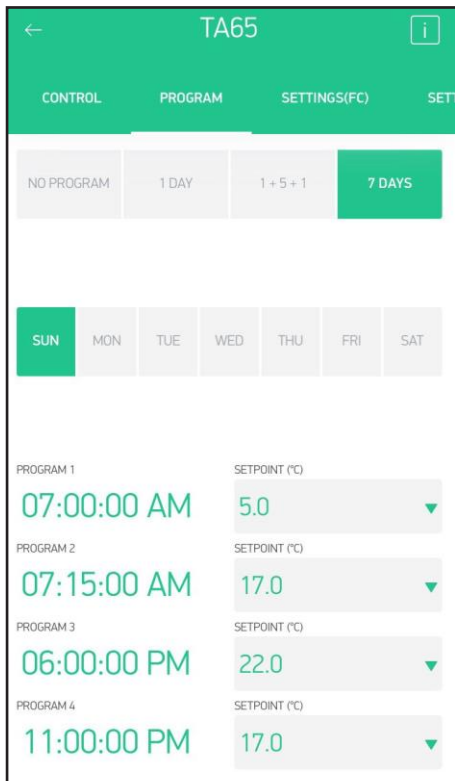 TA65
i
CONTROL PROGRAM SETTINGS(FC) SET
NO PROGRAM 1 DAY 1 + 5 + 1 7 DAYS
SUN MON TUE WED THU FRI SAT
PROGRAM 1 SETPOINT (°C)
07:00:00 AM 5.0
PROGRAM 2 SETPOINT (°C)
07:15:00 AM 17.0
PROGRAM 3 SETPOINT (°C)
06:00:00 PM 22.0
PROGRAM 4 SETPOINT (°C)
11:00:00 PM 17.0